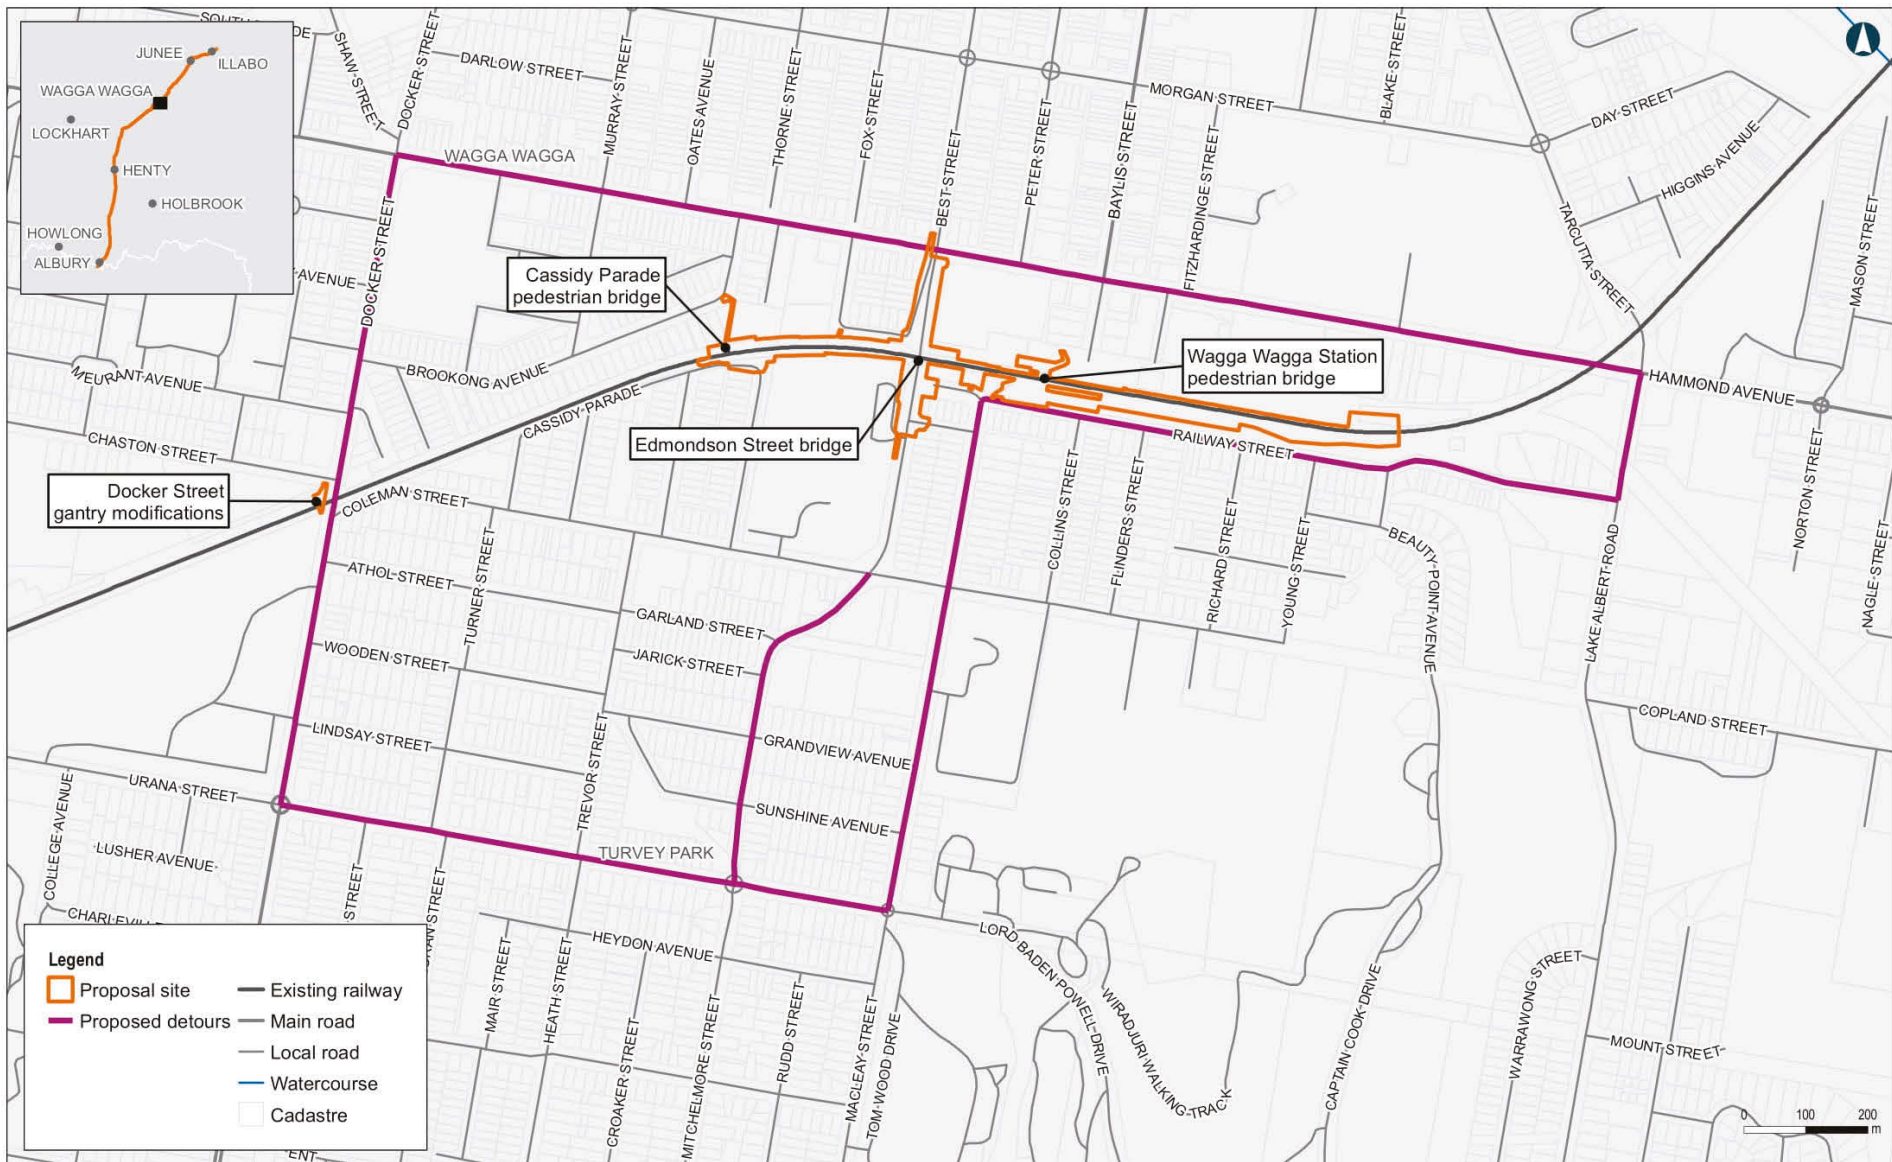 JUNEE
ILLABO
WAGGA WAGGA
LOCKHART
HENTY
HOLBROOK
HOWLONG
ALBURY
SHAW STREET
DOCKER STREET
DARLOW STREET
MURRAY STREET
OATES AVENUE
THORNE STREET
FOX STREET
BEST STREET
PETER STREET
BAYLIS STREET
FITZHARDINGE STREET
MORGAN STREET
BLAKE STREET
DAY STREET
HIGGINS AVENUE
TARCUTTA STREET
MASON STREET
WAGGA WAGGA
DOCKER STREET
AVENUE
Cassidy Parade
pedestrian bridge
Wagga Wagga Station
pedestrian bridge
Edmondson Street bridge
Docker Street
gantry modifications
MEURANT AVENUE
BROOKONG AVENUE
CASSIDY PARADE
CHASTON STREET
COLEMAN STREET
HAMMOND AVENUE
RAILWAY STREET
NORTON STREET
NAGLE STREET
COLLINS STREET
FLINDERS STREET
RICHARD STREET
YOUNG STREET
BEAUTY POINT AVENUE
LAKE ALBERT ROAD
ATHOL STREET
TURNER STREET
GARLAND STREET
JARICK STREET
WOODEN STREET
LINDSAY STREET
TREVOR STREET
GRANDVIEW AVENUE
SUNSHINE AVENUE
COPLAND STREET
URANA STREET
COLLEGE AVENUE
LUSHER AVENUE
TURVEY PARK
STREET
STREET
HEYDON AVENUE
MAIR STREET
HEATH STREET
CROAKER STREET
MITCHELMORE STREET
RUDD STREET
MACLEAY STREET
TOM WOOD DRIVE
LORD BADEN POWELL DRIVE
WIRADJURI WALKING TRACK
CAPTAIN COOK DRIVE
WARRAWONG STREET
MOUNT STREET
Legend
Proposal site
Proposed detours
Existing railway
Main road
Local road
Watercourse
Cadastre
0 100 200
m